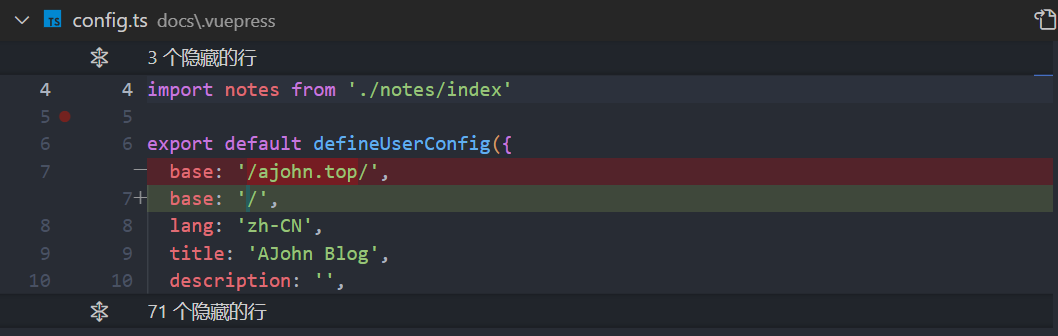 TS config.ts docs\.vuepress
3 个隐藏的行
4 4 import notes from './notes/index'
5 5
6 6 export default defineUserConfig({
7 — base: '/ajohn.top/',
7+ base: '/',
8 8 lang: 'zh-CN',
9 9 title: 'AJohn Blog',
10 10 description: '',
71 个隐藏的行